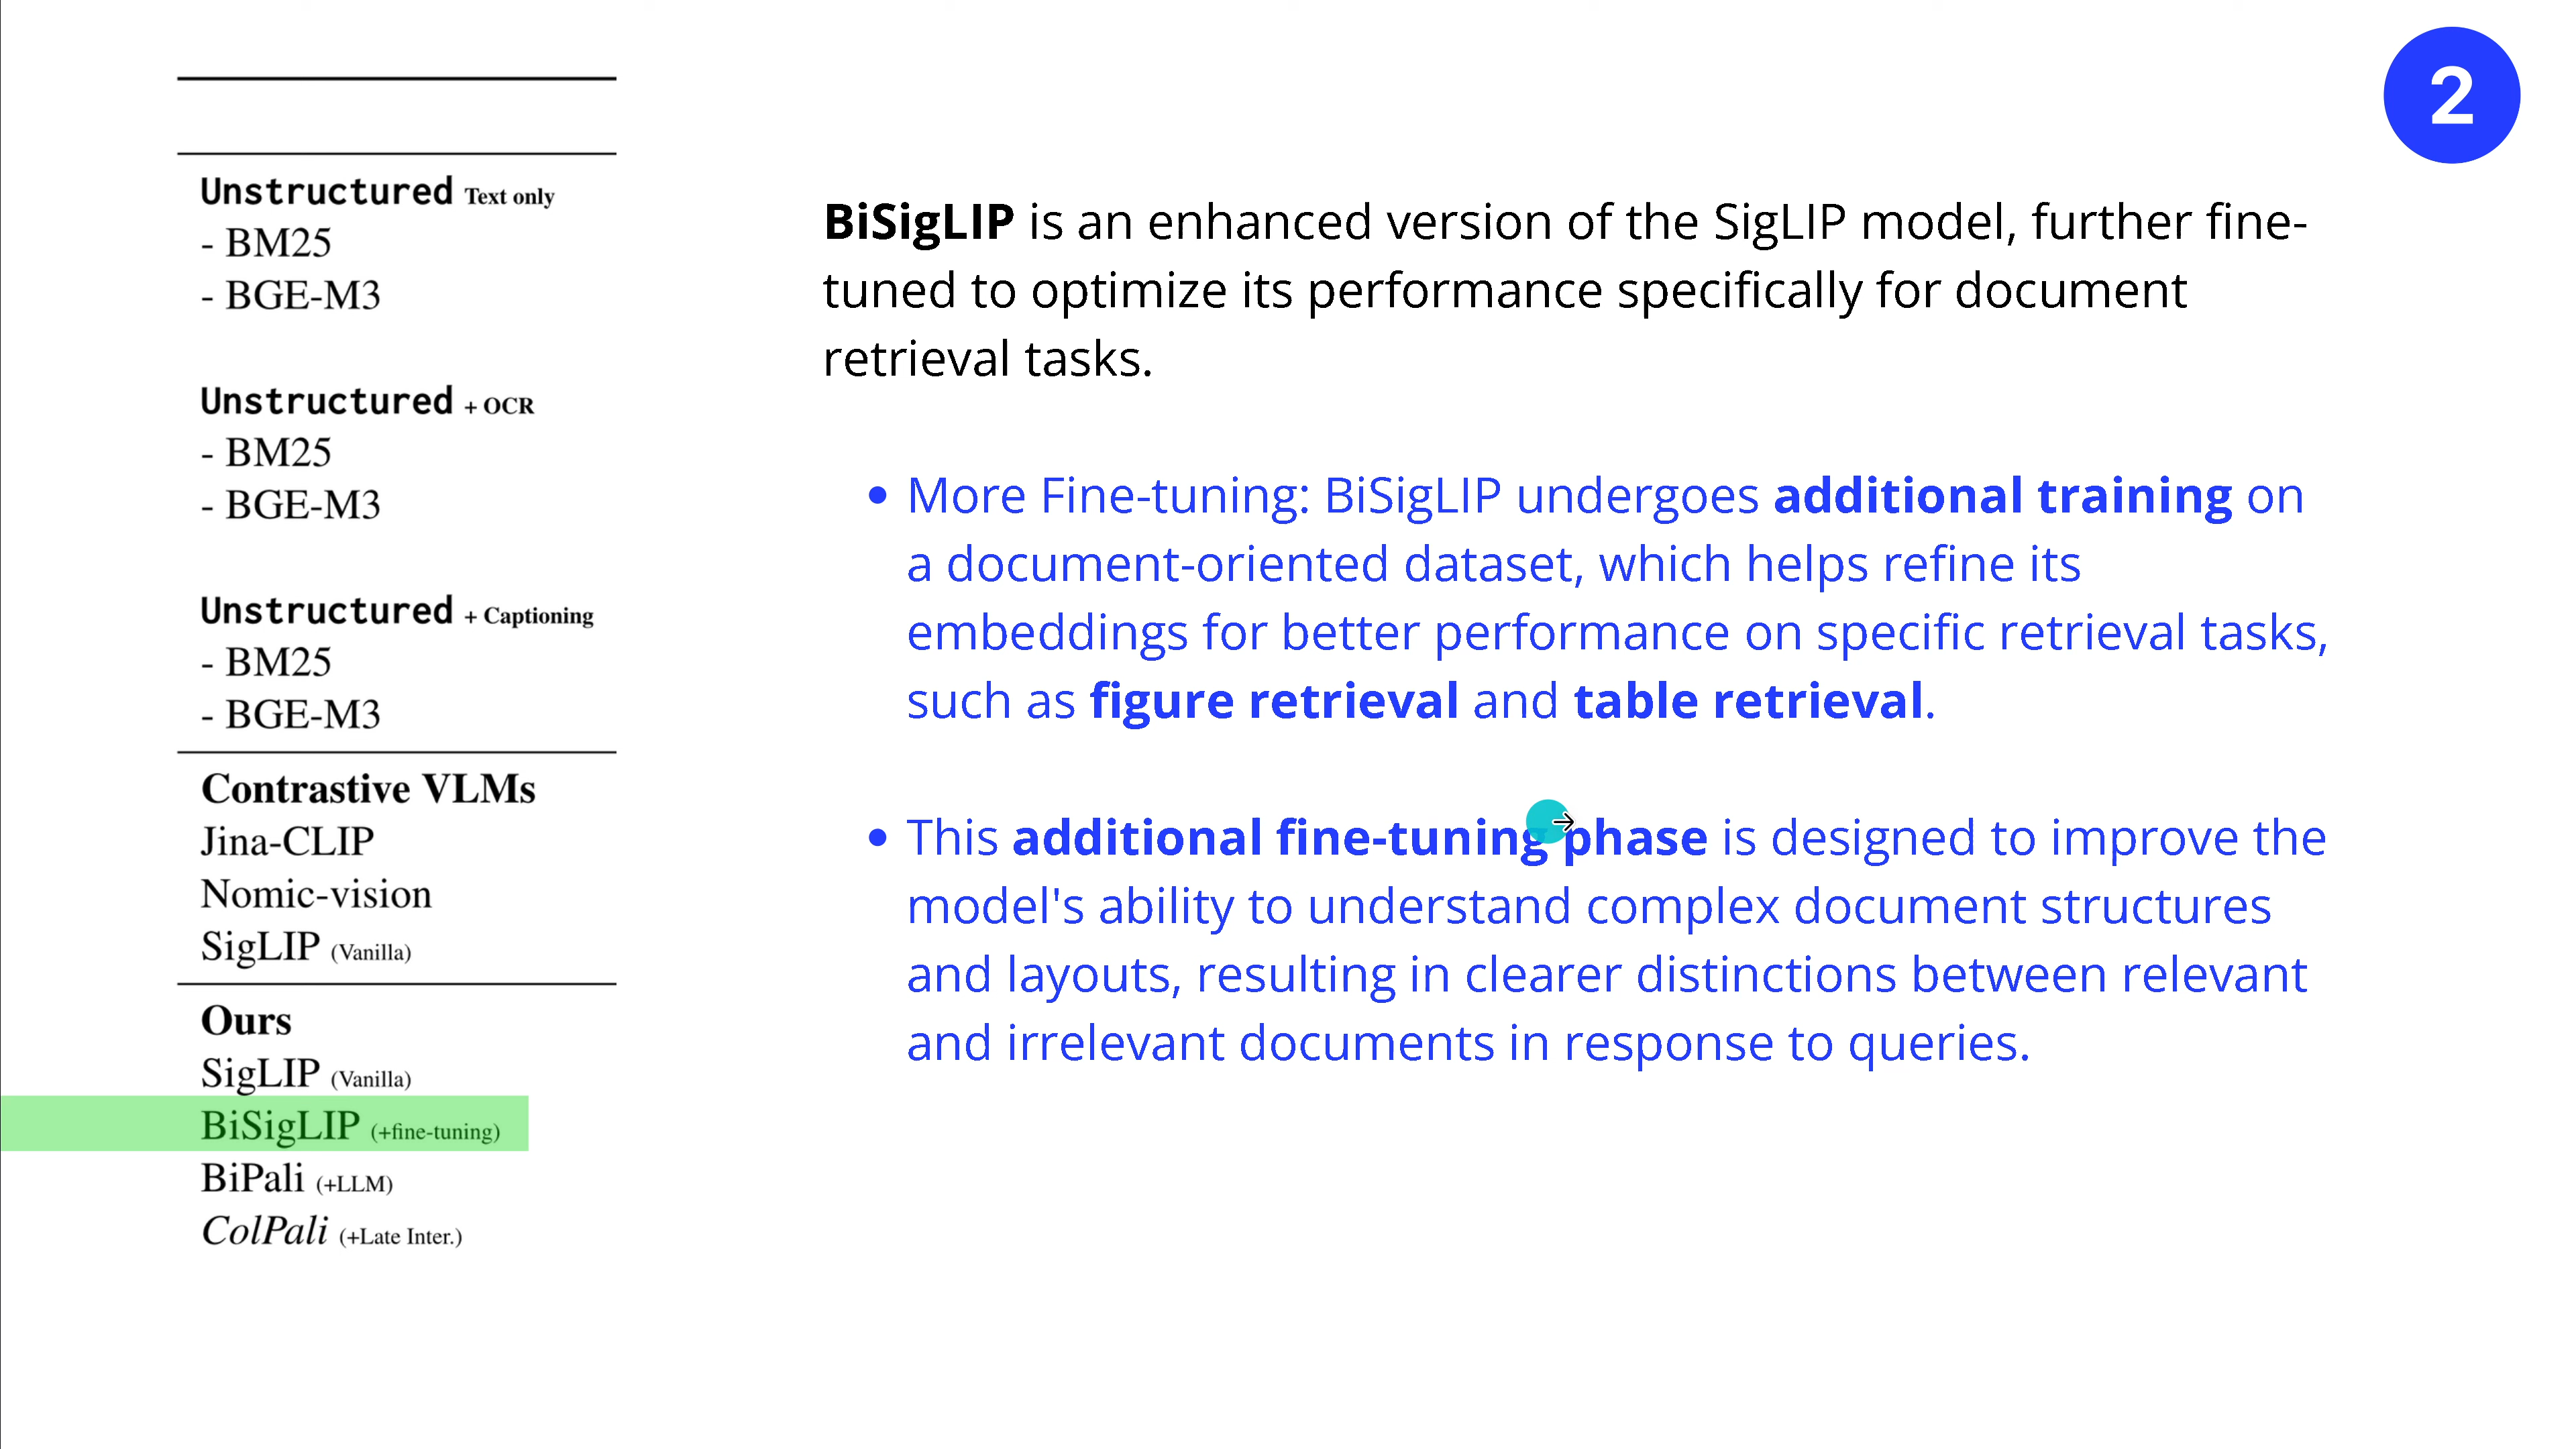 2
Unstructured Text only
- BM25
- BGE-M3
Unstructured + OCR
- BM25
- BGE-M3
Unstructured + Captioning
- BM25
- BGE-M3
Contrastive VLMs
Jina-CLIP
Nomic-vision
SigLIP (Vanilla)
Ours
SigLIP (Vanilla)
BiSigLIP (+fine-tuning)
BiPali (+LLM)
ColPali (+Late Inter.)
BiSigLIP is an enhanced version of the SigLIP model, further fine-
tuned to optimize its performance specifically for document
retrieval tasks.
• More Fine-tuning: BiSigLIP undergoes additional training on
a document-oriented dataset, which helps refine its
embeddings for better performance on specific retrieval tasks,
such as figure retrieval and table retrieval.
• This additional fine-tuning phase is designed to improve the
model's ability to understand complex document structures
and layouts, resulting in clearer distinctions between relevant
and irrelevant documents in response to queries.